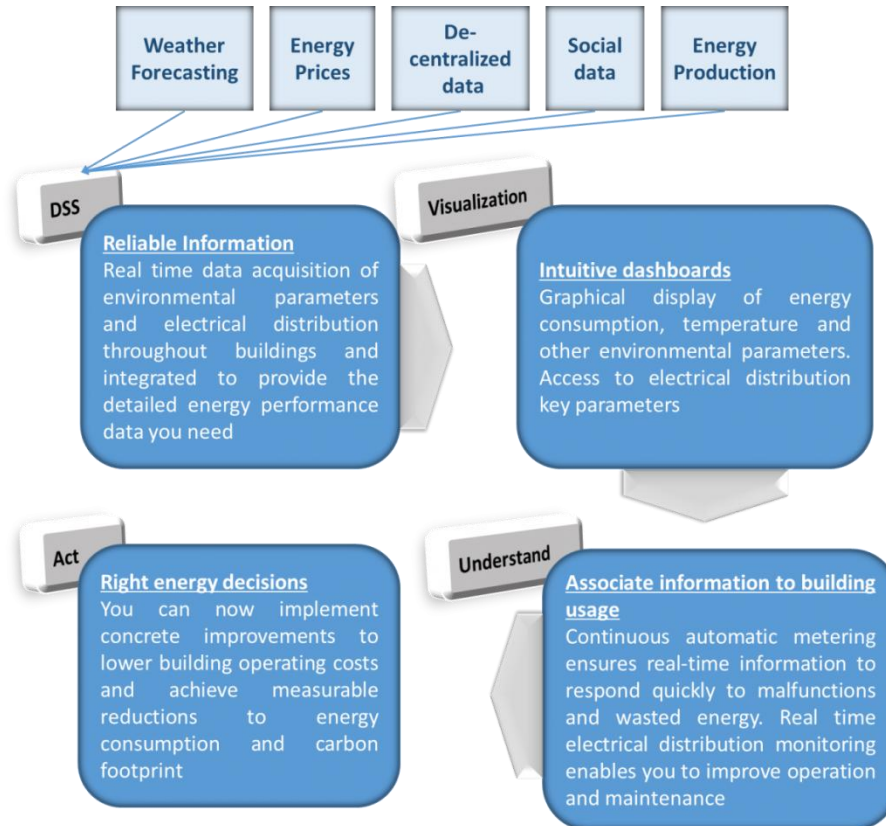 Weather
Forecasting
Energy
Prices
De-
centralized
data
Social
data
Energy
Production
DSS
Reliable Information
Real time data acquisition of
environmental parameters
and electrical distribution
throughout buildings and
integrated to provide the
detailed energy performance
data you need
Visualization
Intuitive dashboards
Graphical display of energy
consumption, temperature and
other environmental parameters.
Access to electrical distribution
key parameters
Act
Right energy decisions
You can now implement
concrete improvements to
lower building operating costs
and achieve measurable
reductions to energy
consumption and carbon
footprint
Understand
Associate information to building
usage
Continuous automatic metering
ensures real-time information to
respond quickly to malfunctions
and wasted energy. Real time
electrical distribution monitoring
enables you to improve operation
and maintenance